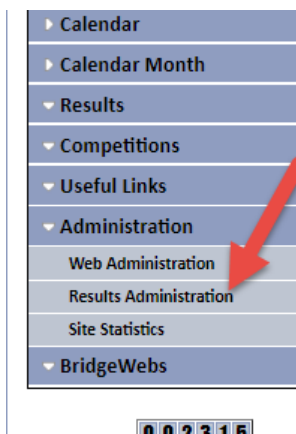 Calendar
Calendar Month
Results
Competitions
Useful Links
Administration
Web Administration
Results Administration
Site Statistics
BridgeWebs
002315